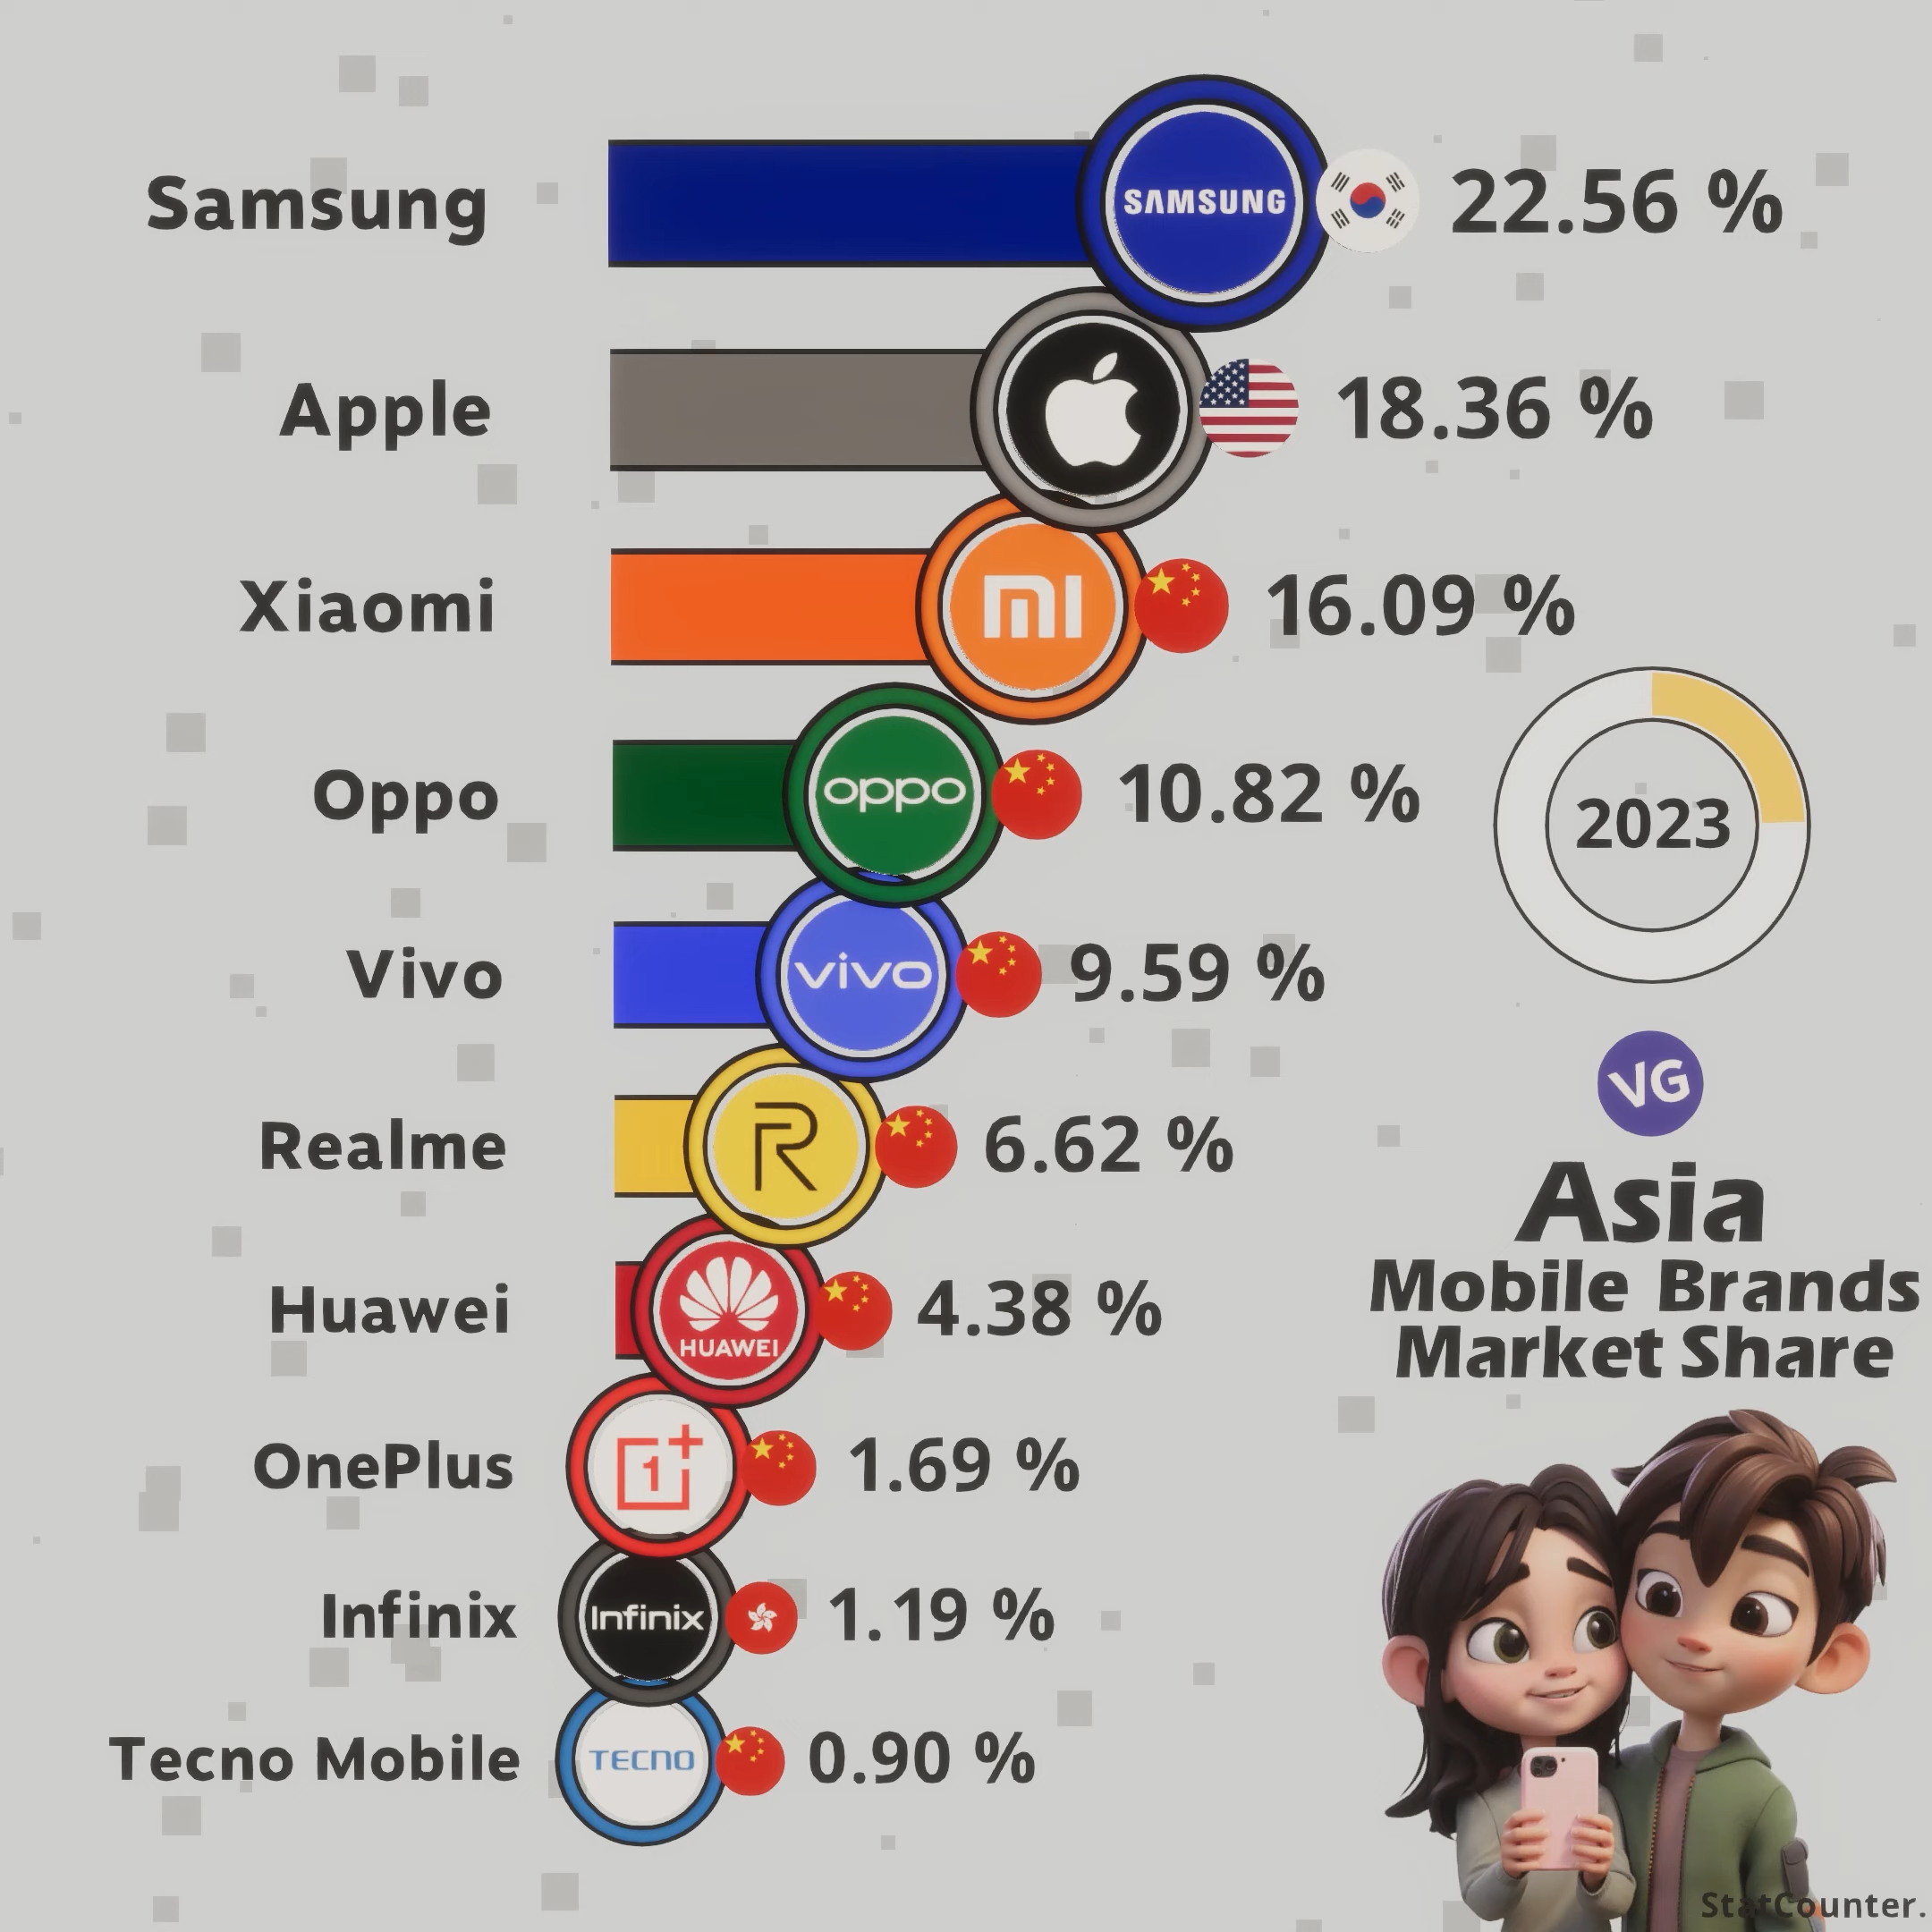 Samsung SAMSUNG 22.56 %
Apple 18.36 %
Xiaomi MI 16.09 %
Oppo oppo 10.82 %
2023
Vivo vivo 9.59 %
VG
Realme R 6.62 %
Asia
Mobile Brands
Market Share
Huawei HUAWEI 4.38 %
OnePlus 1+ 1.69 %
Infinix Infinix 1.19 %
Tecno Mobile TECNO 0.90 %
StatCounter.